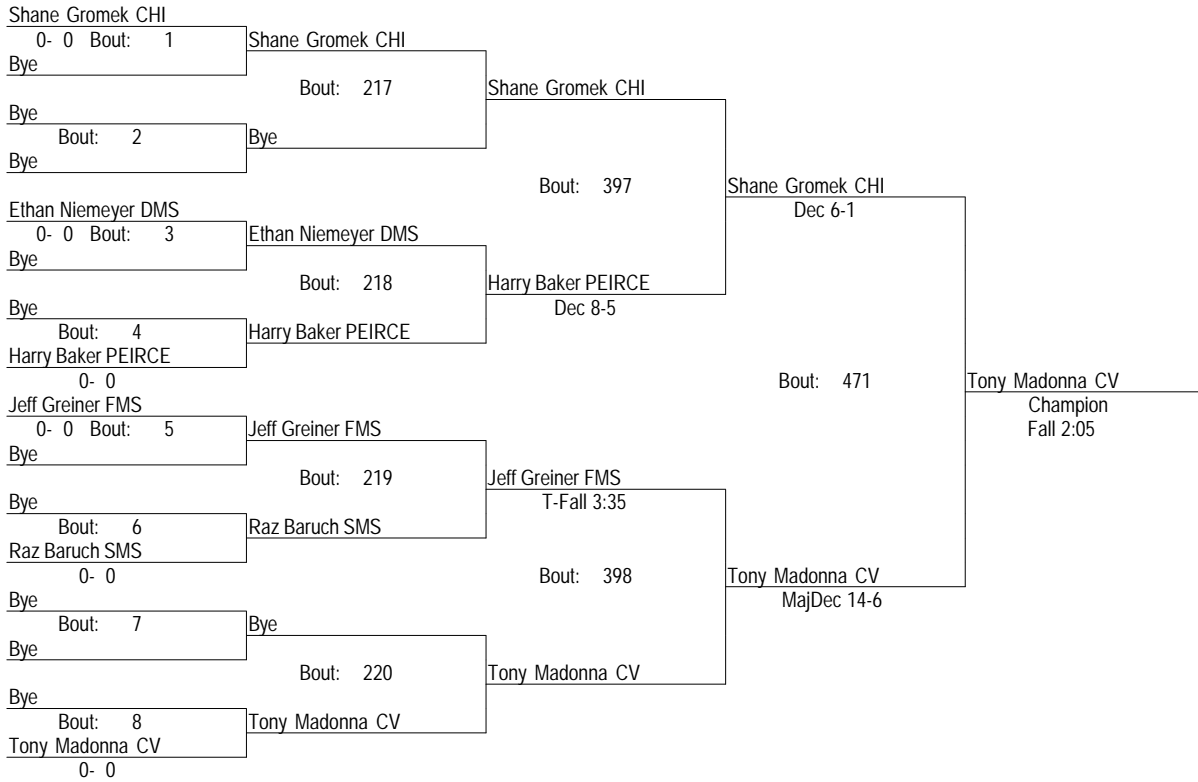 Shane Gromek CHI
0- 0 Bout: 1
Bye
Shane Gromek CHI
Bout: 217
Bye
Bout: 2
Bye
Bye
Shane Gromek CHI
Bout: 397
Ethan Niemeyer DMS
0- 0 Bout: 3
Bye
Ethan Niemeyer DMS
Bout: 218
Bye
Bout: 4
Harry Baker PEIRCE
0- 0
Harry Baker PEIRCE
Harry Baker PEIRCE
Dec 8-5
Shane Gromek CHI
Dec 6-1
Bout: 471
Jeff Greiner FMS
0- 0 Bout: 5
Bye
Jeff Greiner FMS
Bout: 219
Bye
Bout: 6
Raz Baruch SMS
0- 0
Raz Baruch SMS
Jeff Greiner FMS
T-Fall 3:35
Bout: 398
Bye
Bout: 7
Bye
Bye
Bout: 220
Bye
Bout: 8
Tony Madonna CV
0- 0
Tony Madonna CV
Tony Madonna CV
Tony Madonna CV
MajDec 14-6
Tony Madonna CV
Champion
Fall 2:05